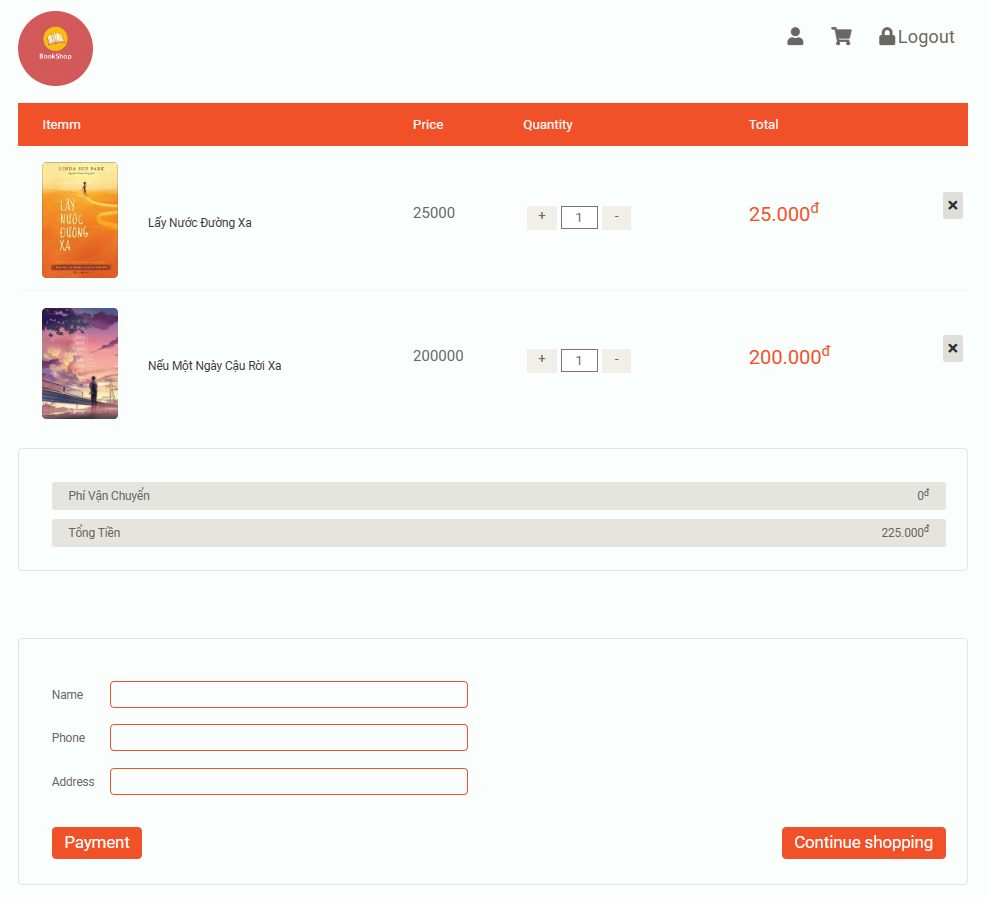 BookShop
Logout
Itemm Price Quantity Total
LINDA SUE PARK
LẤY
NƯỚC
ĐƯỜNG
XA
Lấy Nước Đường Xa 25000 + 1 - 25.000đ
Nếu Một Ngày Cậu Rời Xa 200000 + 1 - 200.000đ
Phí Vận Chuyển 0đ
Tổng Tiền 225.000đ
Name
Phone
Address
Payment Continue shopping